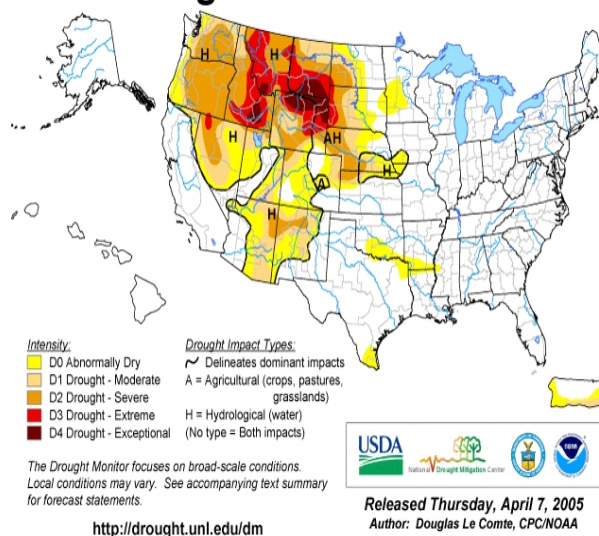 H
H
H
AH
H
A
H
Intensity:
D0 Abnormally Dry
D1 Drought - Moderate
D2 Drought - Severe
D3 Drought - Extreme
D4 Drought - Exceptional
Drought Impact Types:
Delineates dominant impacts
A = Agricultural (crops, pastures,
grasslands)
H = Hydrological (water)
(No type = Both impacts)
The Drought Monitor focuses on broad-scale conditions.
Local conditions may vary. See accompanying text summary
for forecast statements.
http://drought.unl.edu/dm
USDA
National Drought Mitigation Center
Released Thursday, April 7, 2005
Author: Douglas Le Comte, CPC/NOAA